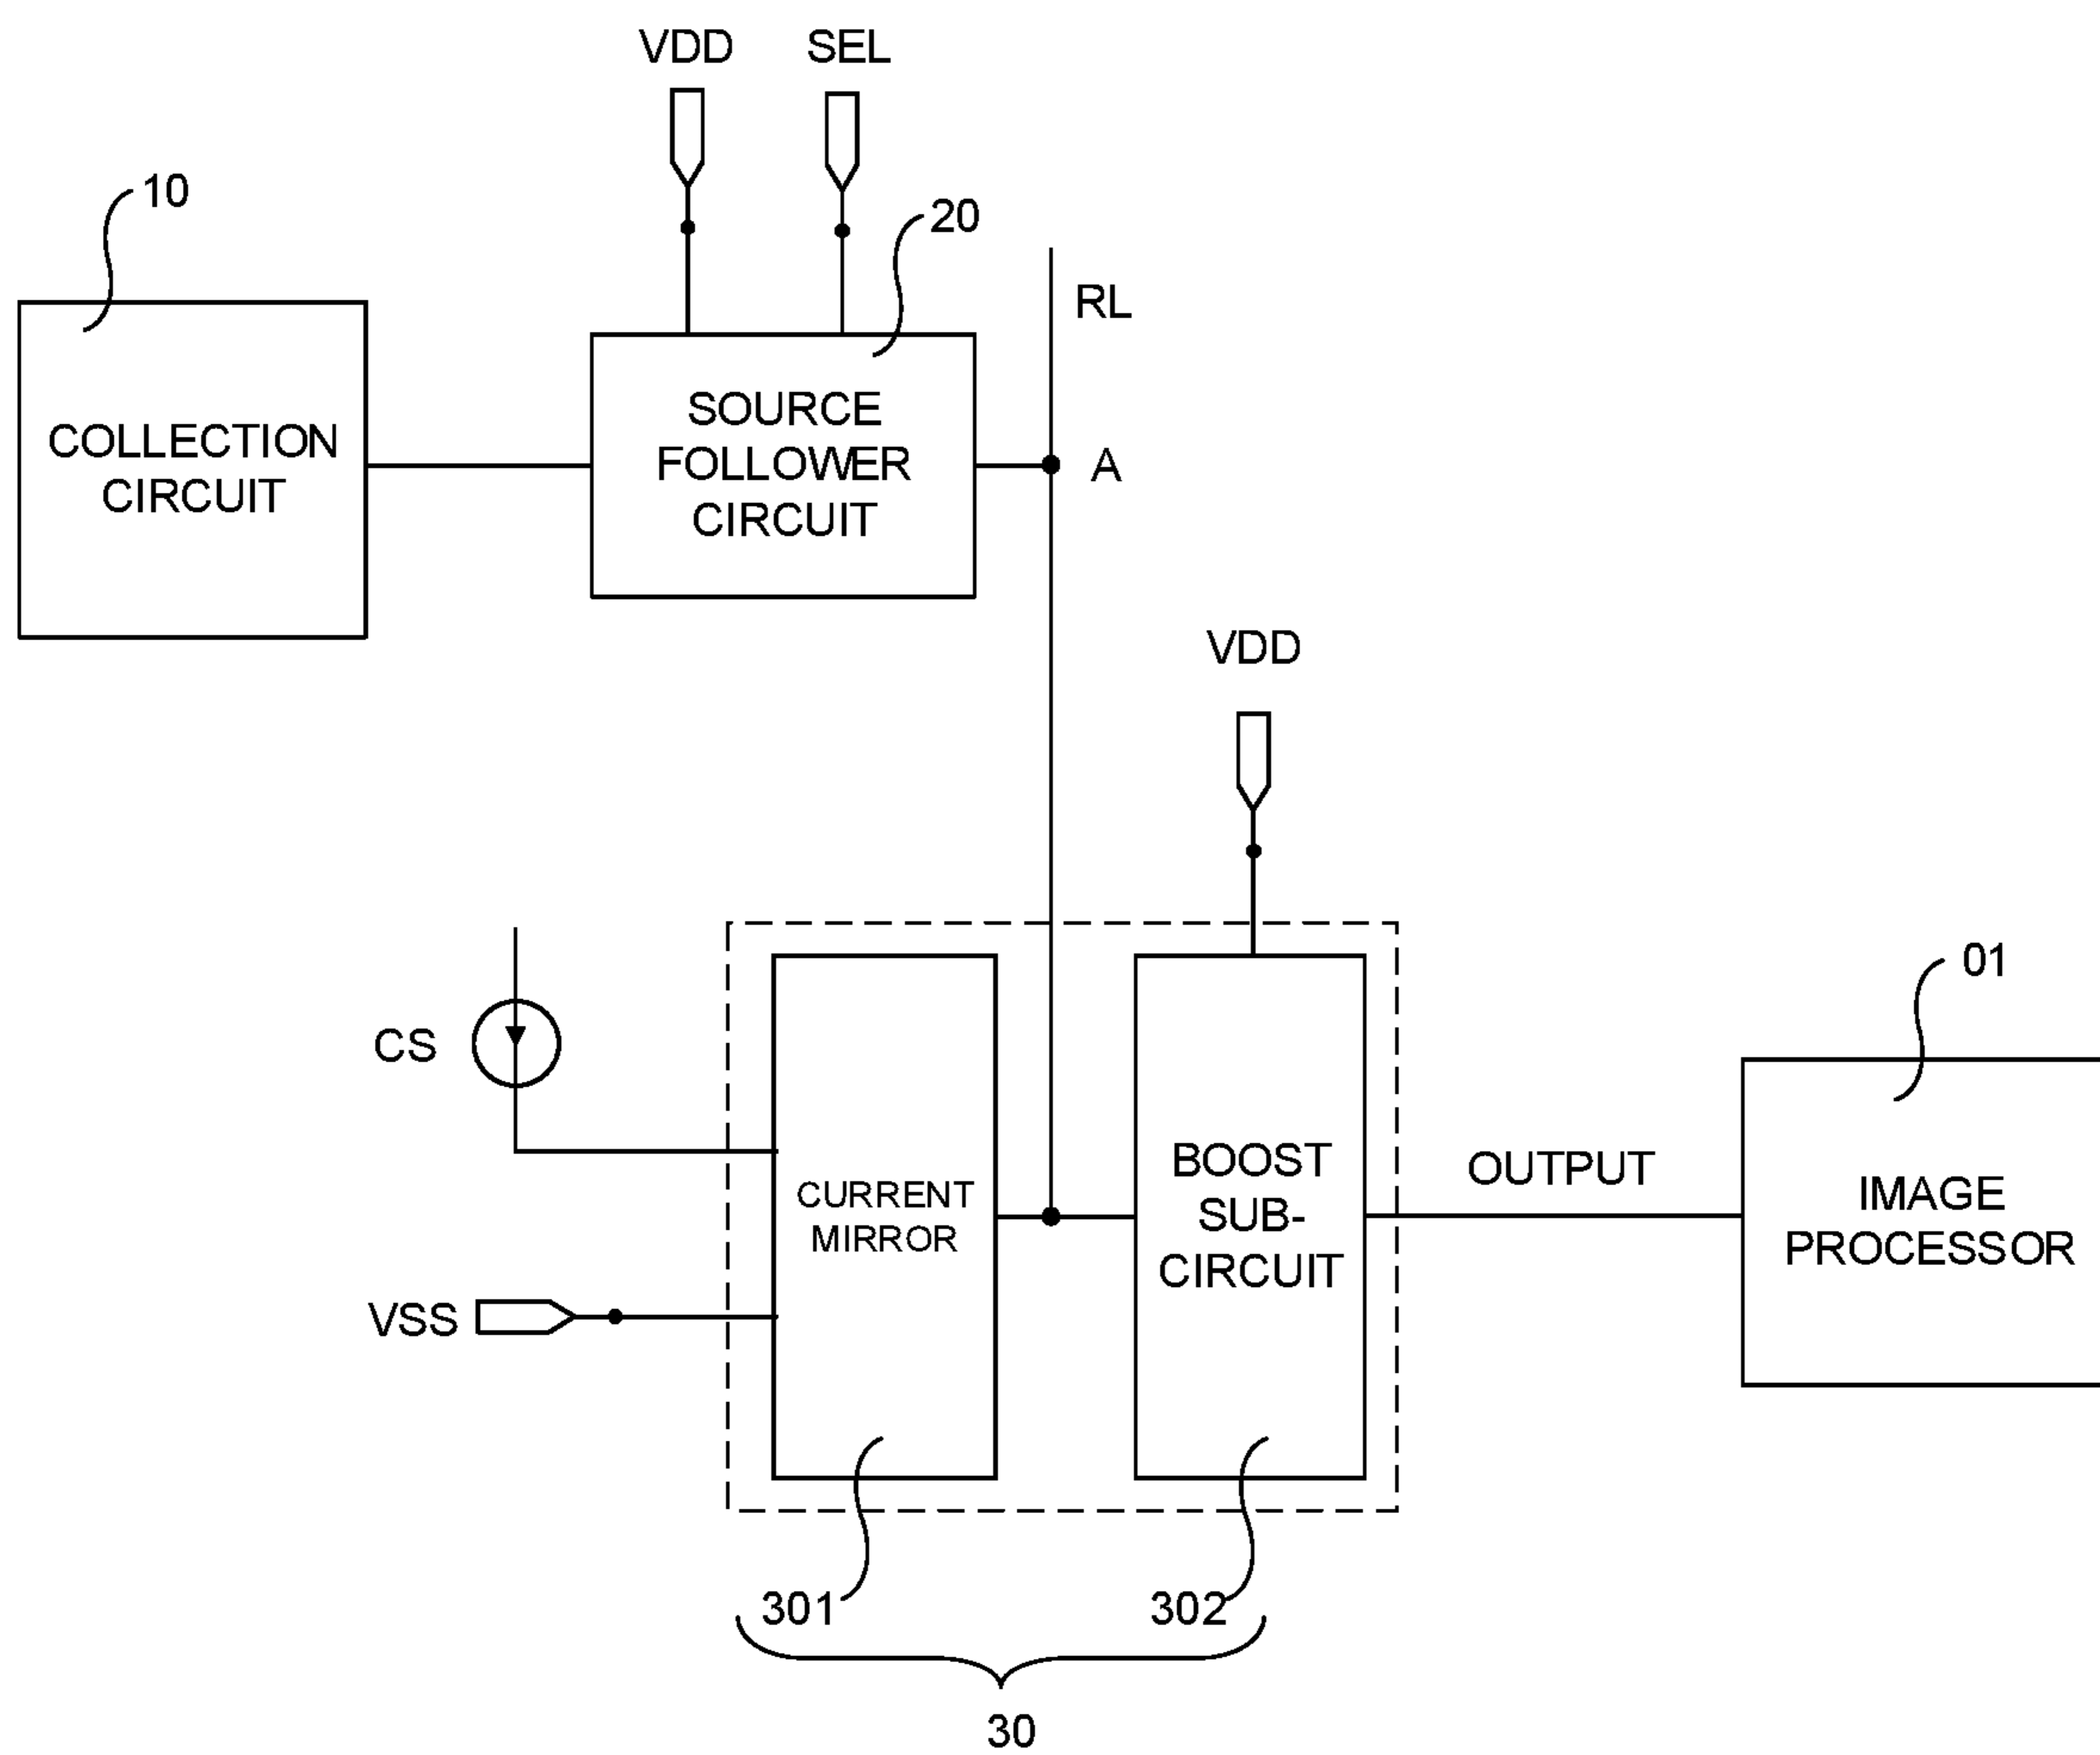 VDD
SEL
10
20
RL
COLLECTION
CIRCUIT
SOURCE
FOLLOWER
CIRCUIT
A
VDD
CS
01
CURRENT
MIRROR
BOOST
SUB-
CIRCUIT
OUTPUT
IMAGE
PROCESSOR
VSS
301
302
30